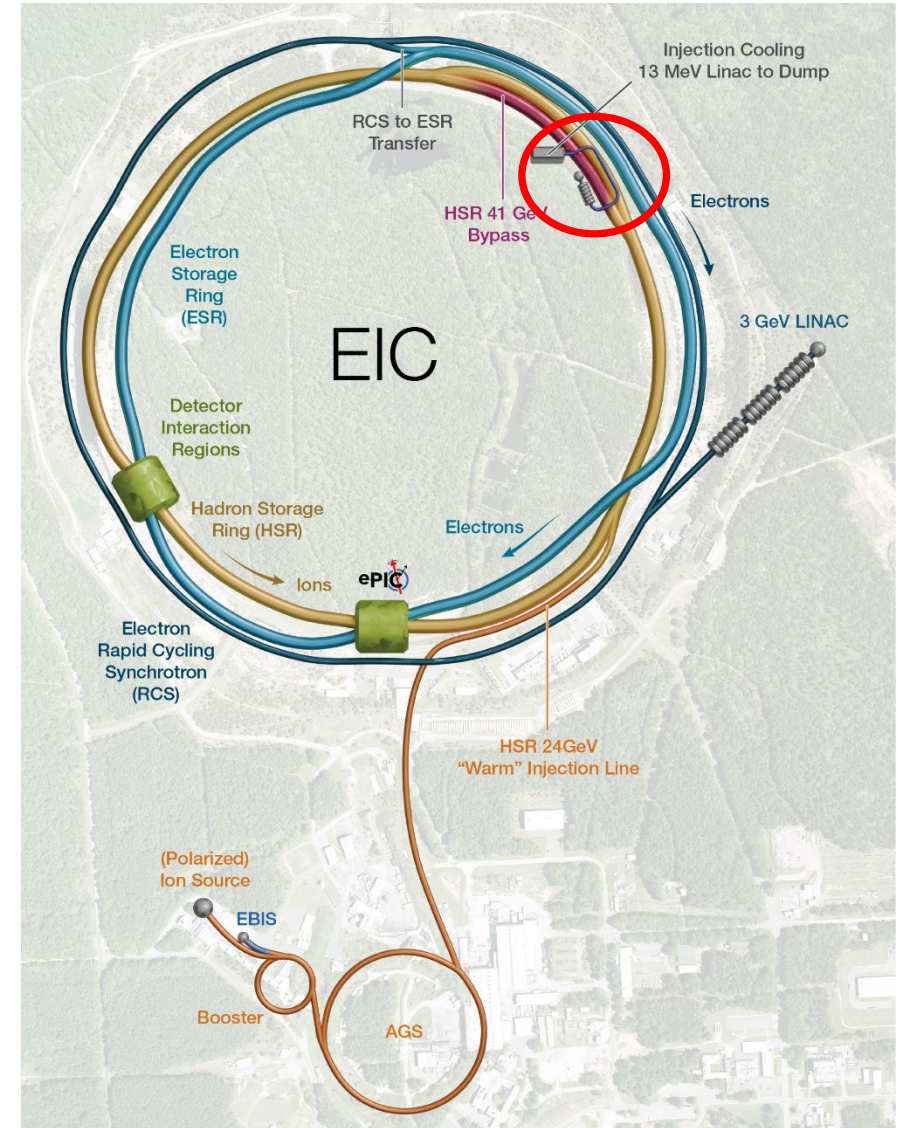 Injection Cooling
13 MeV Linac to Dump
RCS to ESR
Transfer
HSR 41 GeV
Bypass
Electrons
Electron
Storage
Ring
(ESR)
3 GeV LINAC
EIC
Detector
Interaction
Regions
Hadron Storage
Ring (HSR)
Electrons
Ions
ePIC
Electron
Rapid Cycling
Synchrotron
(RCS)
HSR 24GeV
“Warm” Injection Line
(Polarized)
Ion Source
EBIS
Booster
AGS